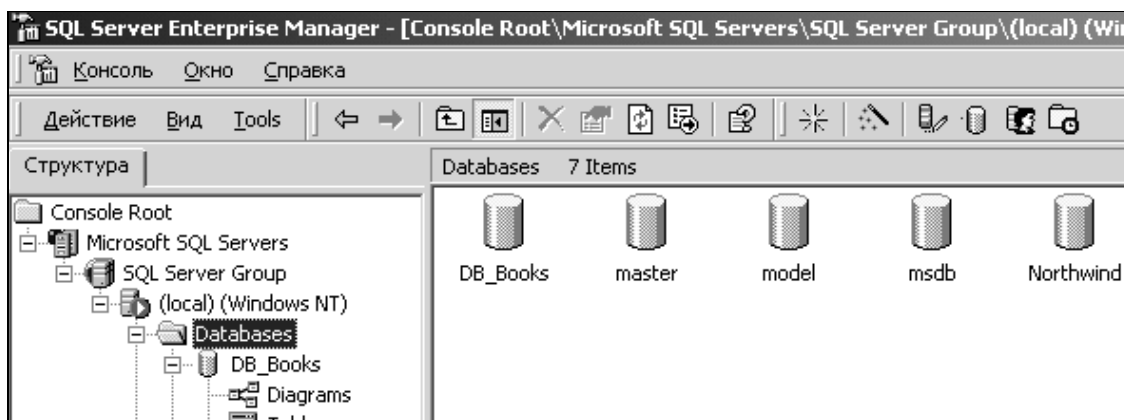 SQL Server Enterprise Manager - [Console Root\Microsoft SQL Servers\SQL Server Group\(local) (Wi
Консоль Окно Справка
Действие Вид Tools
Структура
Databases 7 Items
Console Root
Microsoft SQL Servers
SQL Server Group
(local) (Windows NT)
Databases
DB_Books
Diagrams
DB_Books master model msdb Northwind